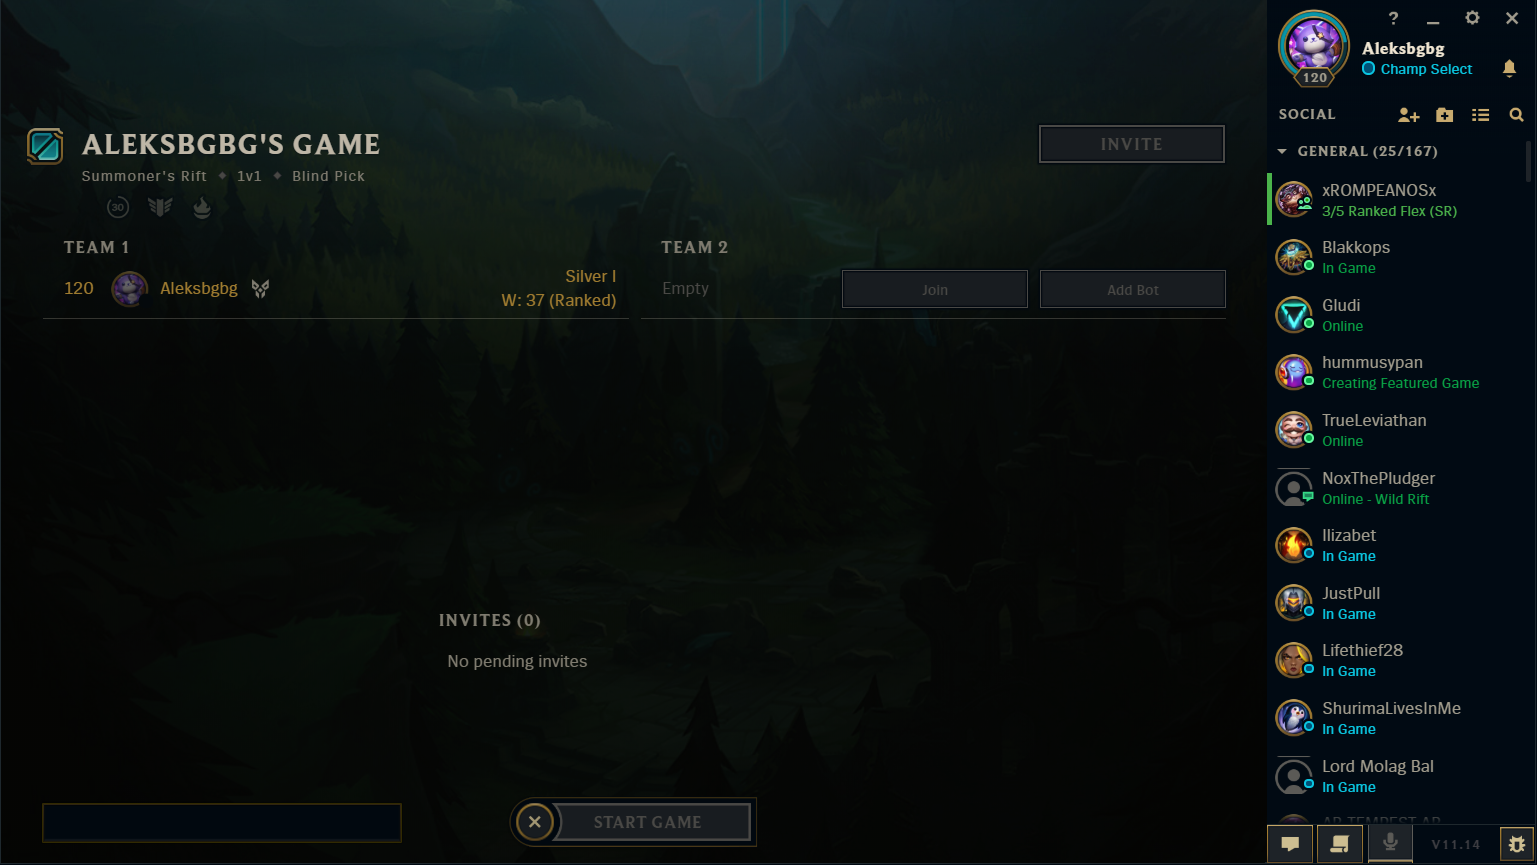 ?
Aleksbgbg
Champ Select
120
SOCIAL
GENERAL (25/167)
ALEKSBGBG'S GAME
Summoner's Rift ◆ 1v1 ◆ Blind Pick
30
INVITE
TEAM 1
120 Aleksbgbg
Silver I
W: 37 (Ranked)
TEAM 2
Empty
Join
Add Bot
INVITES (0)
No pending invites
START GAME
xROMPEANOSx
3/5 Ranked Flex (SR)
Blakkops
In Game
Gludi
Online
hummusypan
Creating Featured Game
TrueLeviathan
Online
NoxThePludger
Online - Wild Rift
Ilizabet
In Game
JustPull
In Game
Lifethief28
In Game
ShurimaLivesInMe
In Game
Lord Molag Bal
In Game
V11.14